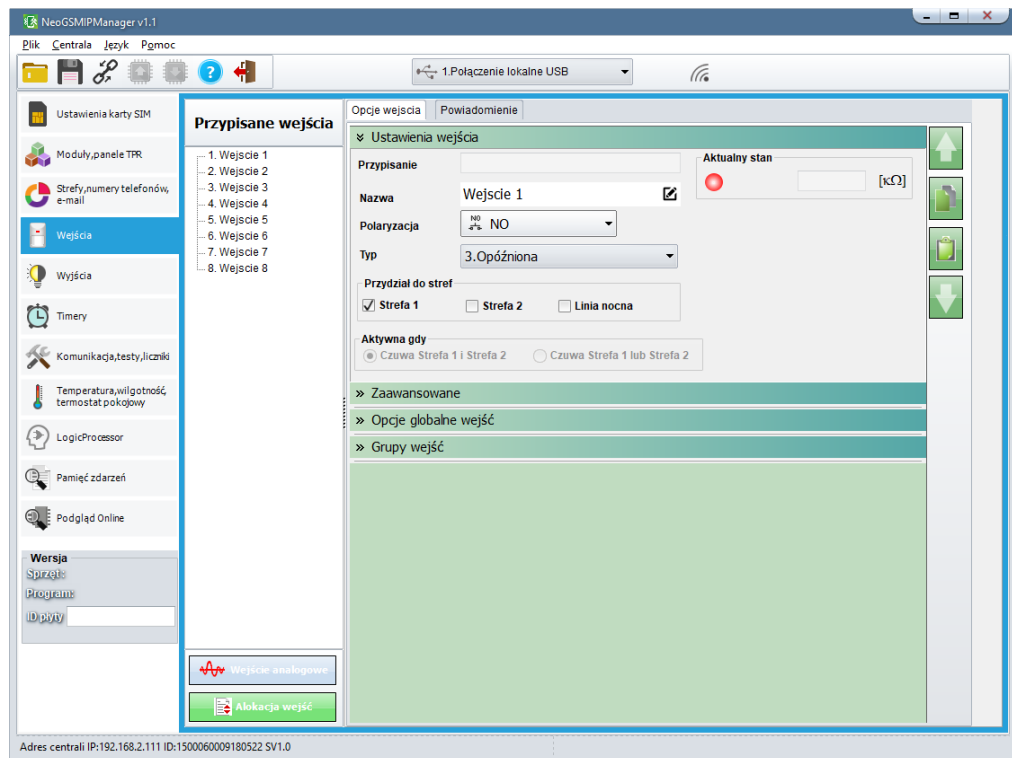 NeoGSMIPManager v1.1
Plik Centrala Język Pomoc
1.Połączenie lokalne USB
Ustawienia karty SIM
Moduły,panele TPR
Strefy,numery telefonów,
e-mail
Wejścia
Wyjścia
Timery
Komunikacja,testy,liczniki
Temperatura,wilgotność,
termostat pokojowy
LogicProcessor
Pamięć zdarzeń
Podgląd Online
Wersja
Sprzęt:
Program:
ID płyty
Przypisane wejścia
1. Wejscie 1
2. Wejscie 2
3. Wejscie 3
4. Wejscie 4
5. Wejscie 5
6. Wejscie 6
7. Wejscie 7
8. Wejscie 8
Wejście analogowe
Alokacja wejść
Opcje wejscia Powiadomienie
Ustawienia wejścia
Przypisanie
Nazwa Wejscie 1
Polaryzacja NO NO
Typ 3.Opóźniona
Aktualny stan
[κΩ]
Przydział do stref
Strefa 1 Strefa 2 Linia nocna
Aktywna gdy
Czuwa Strefa 1 i Strefa 2 Czuwa Strefa 1 lub Strefa 2
Zaawansowane
Opcje globalne wejść
Grupy wejść
Adres centrali IP:192.168.2.111 ID:1500060009180522 SV1.0